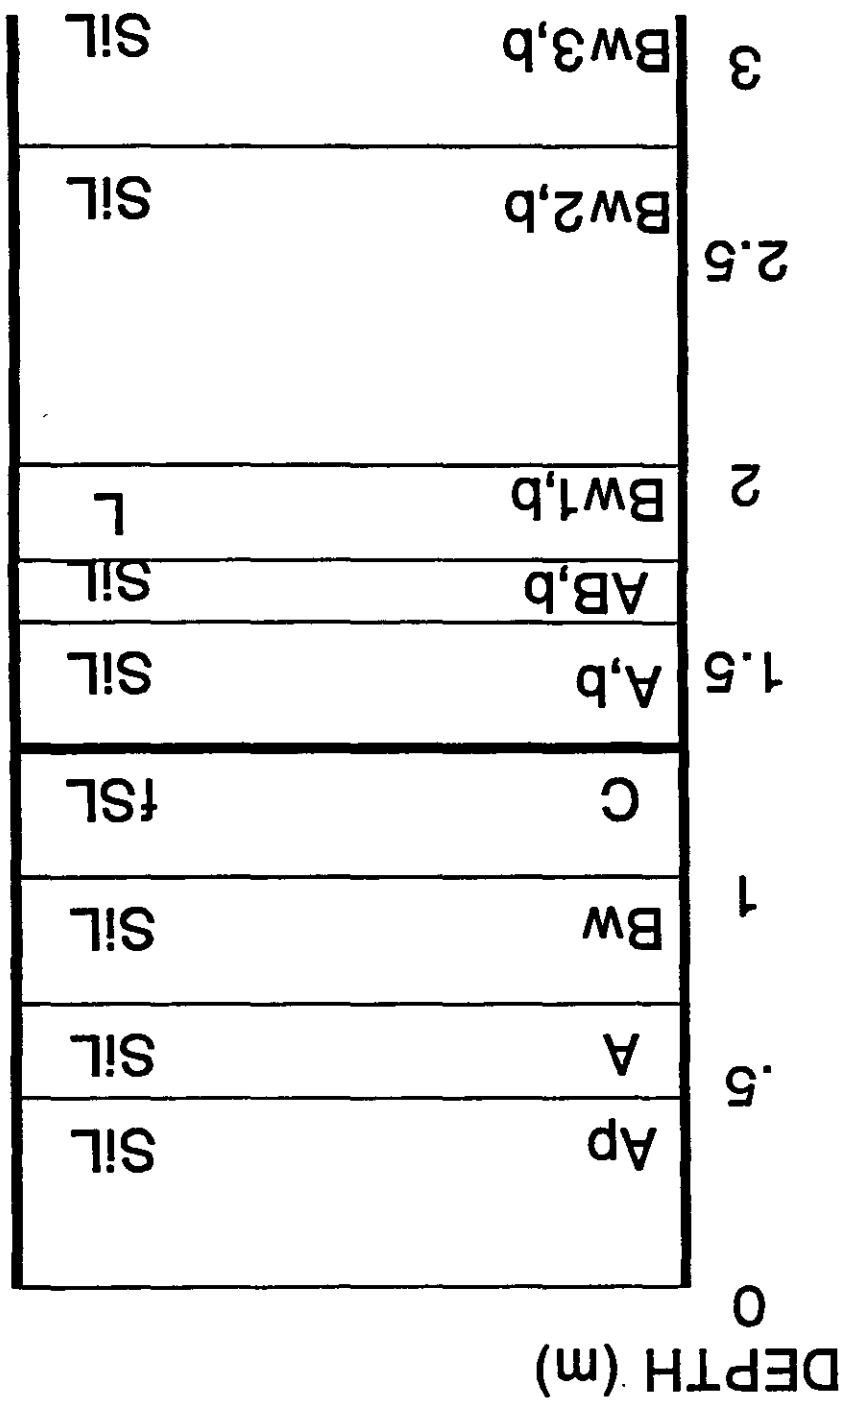 DEPTH (m)
0
Ap SiL
.5
A SiL
Bw SiL
1
C fSL
1.5
A,b SiL
AB,b SiL
Bw1,b L
2
2.5
Bw2,b SiL
3
Bw3,b SiL